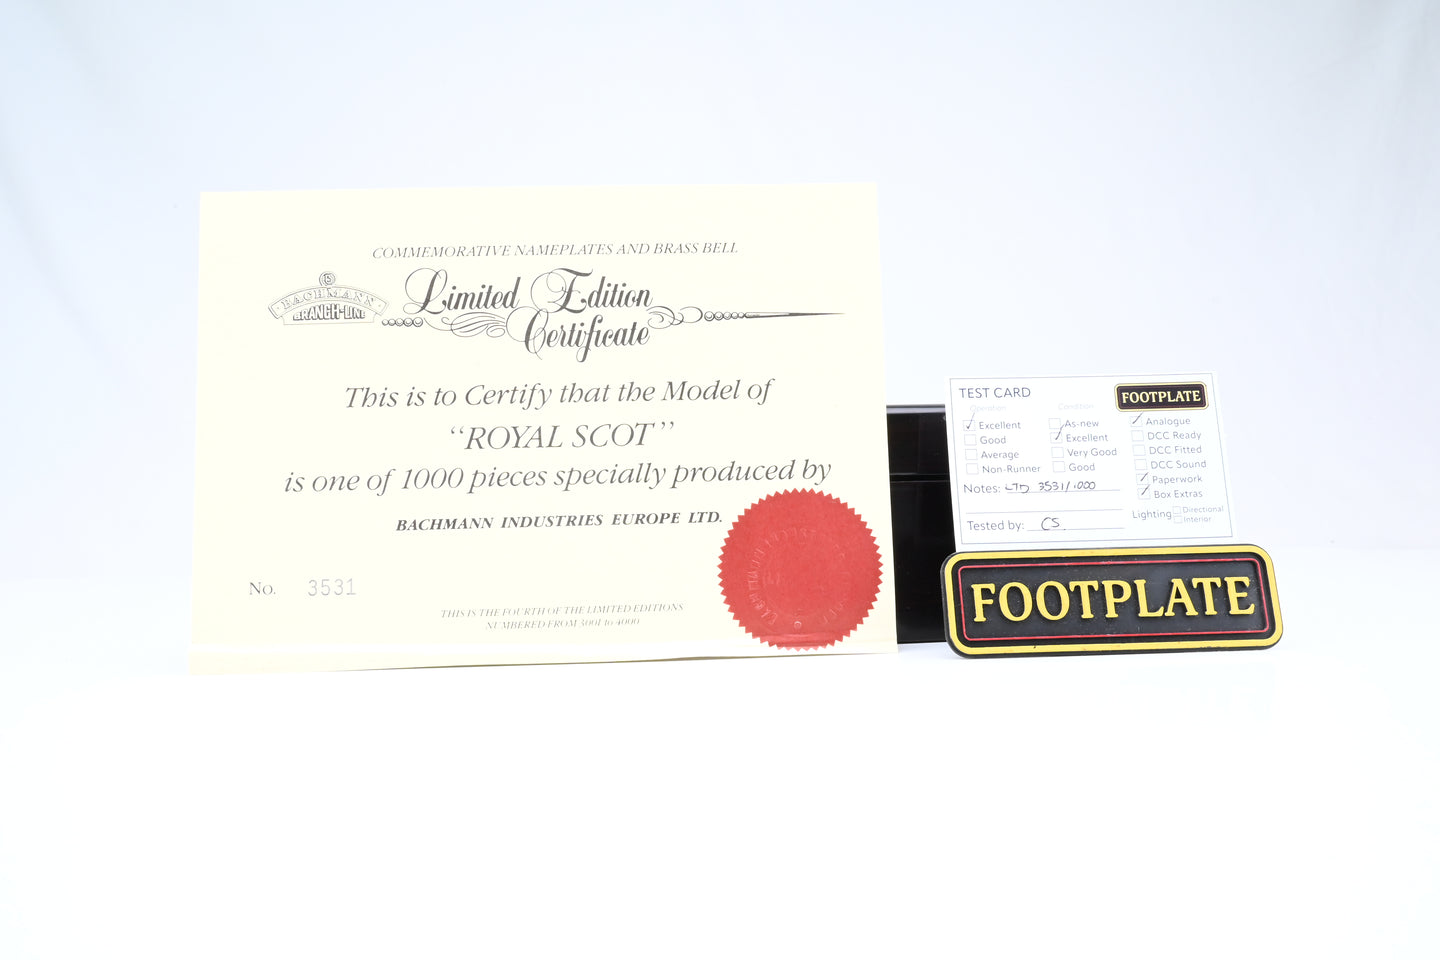 COMMEMORATIVE NAMEPLATES AND BRASS BELL
BACHMANN
BRANCH-LINE
Limited Edition
Certificate
This is to Certify that the Model of
“ROYAL SCOT”
is one of 1000 pieces specially produced by
BACHMANN INDUSTRIES EUROPE LTD.
No. 3531
THIS IS THE FOURTH OF THE LIMITED EDITIONS
NUMBERED FROM 3001 to 4000
TEST CARD
FOOTPLATE
Operation
Excellent
Good
Average
Non-Runner
Condition
As-new
Excellent
Very Good
Good
Analogue
DCC Ready
DCC Fitted
DCC Sound
Paperwork
Box Extras
Notes: LTD 3531/1000
Lighting
Directional
Interior
Tested by: CS
FOOTPLATE